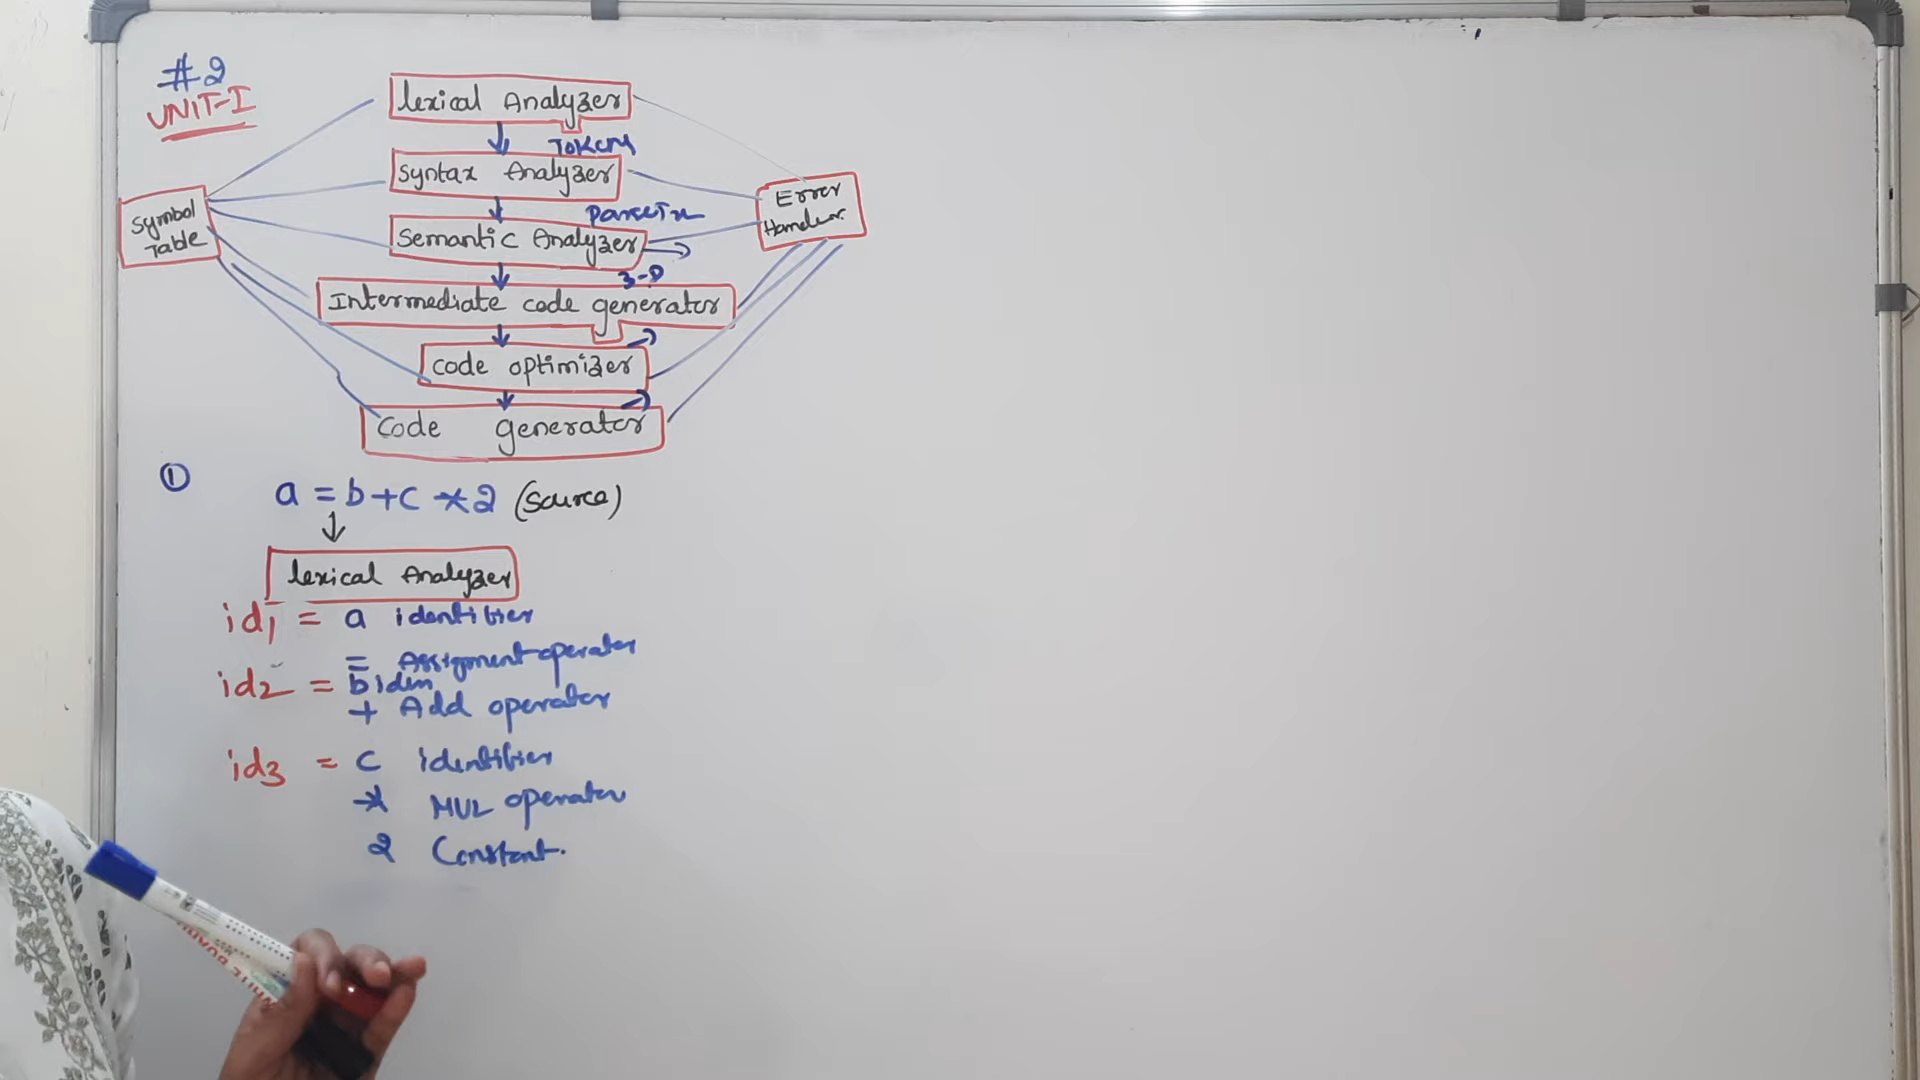 #2
UNIT-I
lexical Analyzer
Token
Syntax Analyzer
Symbol
Table
Error
Semantic Analyzer
3-D
Intermediate code generator
code optimizer
Code generator
①
a = b + c * 2 (Source)
lexical Analyzer
id1 = a identifier
= Assignment operator
id2 = b iden
+ Add operator
id3 = c identifier
* MUL operator
2 Constant.